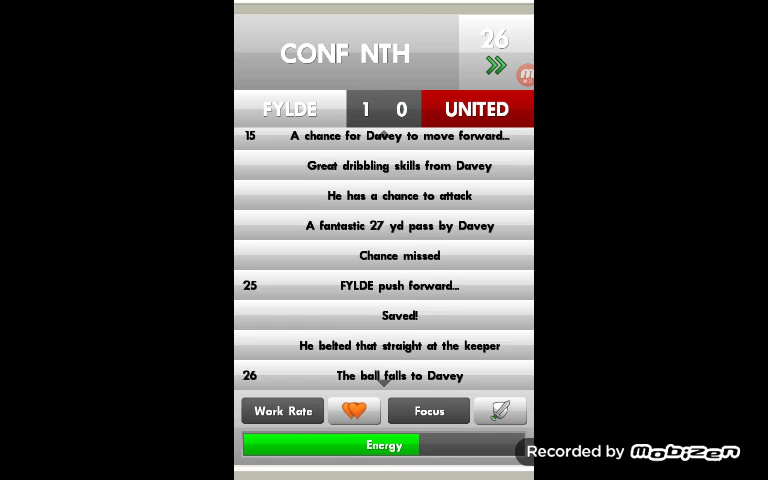 CONF NTH
26
FYLDE 1 0 UNITED
15 A chance for Davey to move forward...
Great dribbling skills from Davey
He has a chance to attack
A fantastic 27 yd pass by Davey
Chance missed
25 FYLDE push forward...
Saved!
He belted that straight at the keeper
26 The ball falls to Davey
Work Rate
Focus
Energy
Recorded by mobizen